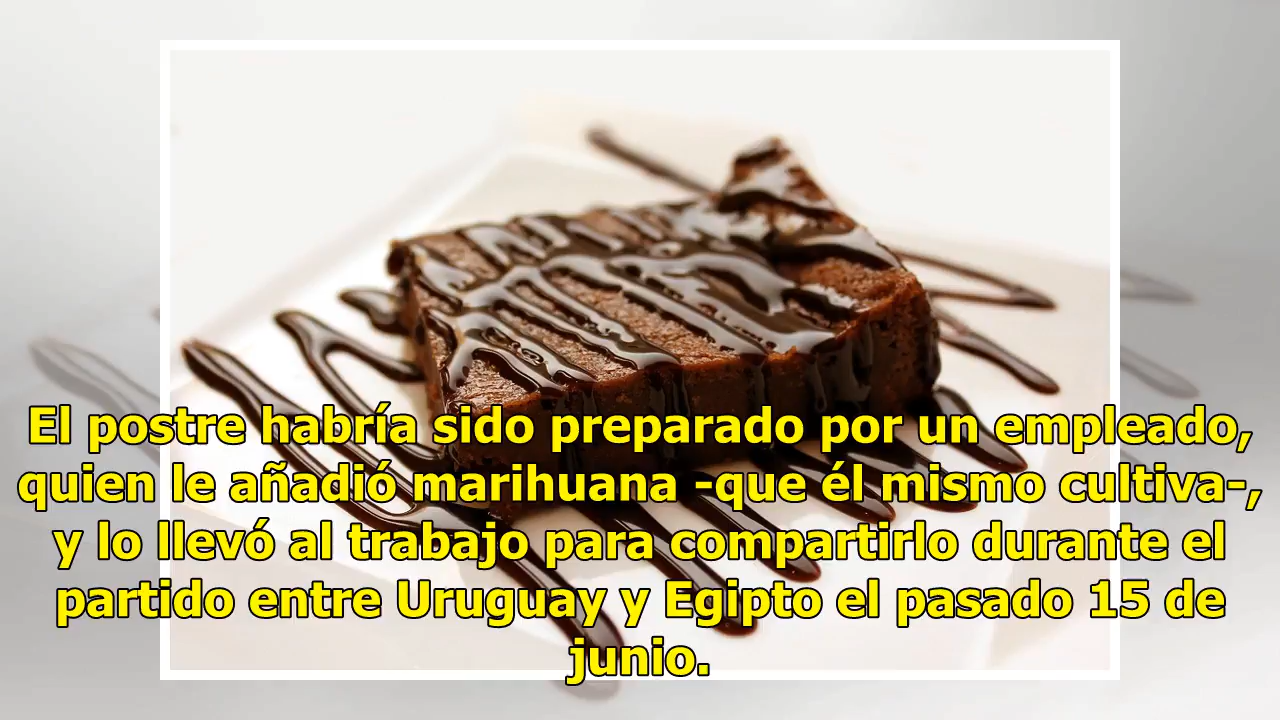 El postre habría sido preparado por un empleado,
quien le añadió marihuana -que él mismo cultiva-,
y lo llevó al trabajo para compartirlo durante el
partido entre Uruguay y Egipto el pasado 15 de
junio.